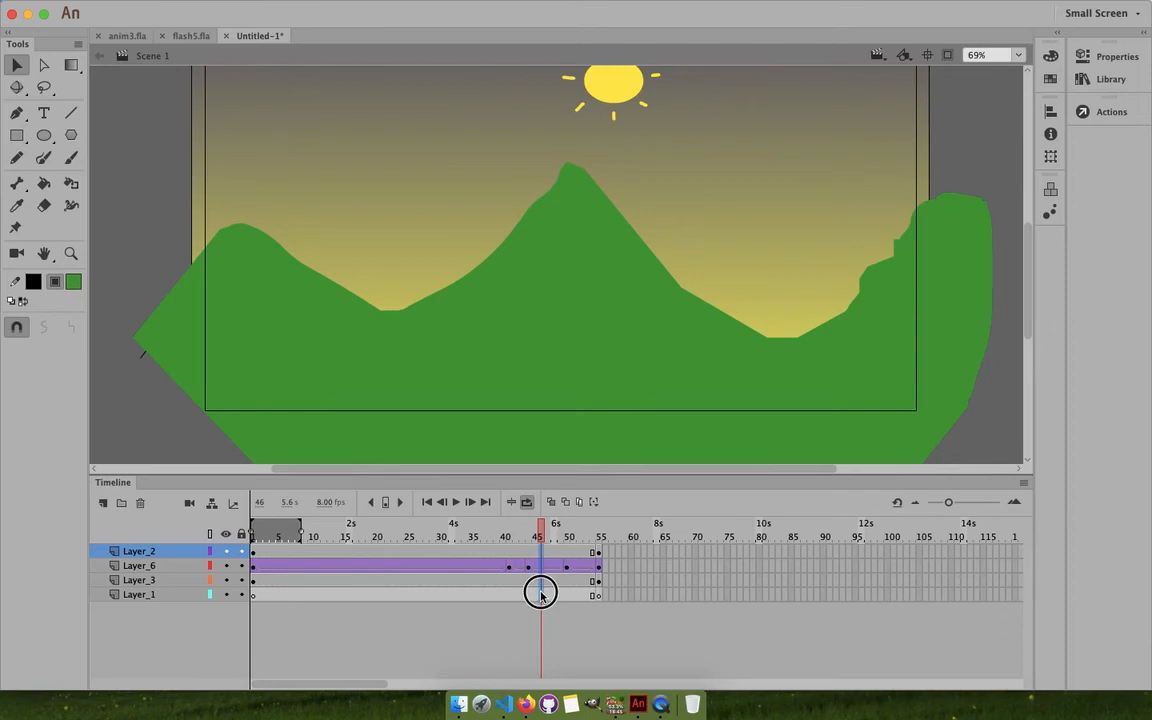 An
Small Screen
Tools
anim3.fla
flash5.fla
Untitled-1*
Scene 1
69%
Properties
Library
Actions
T
Timeline
46
5.6 s
8.00 fps
2s
4s
6s
8s
10s
12s
14s
5
10
15
20
25
30
35
40
45
50
55
60
65
70
75
80
85
90
95
100
105
110
115
1
Layer_2
Layer_6
Layer_3
Layer_1
An